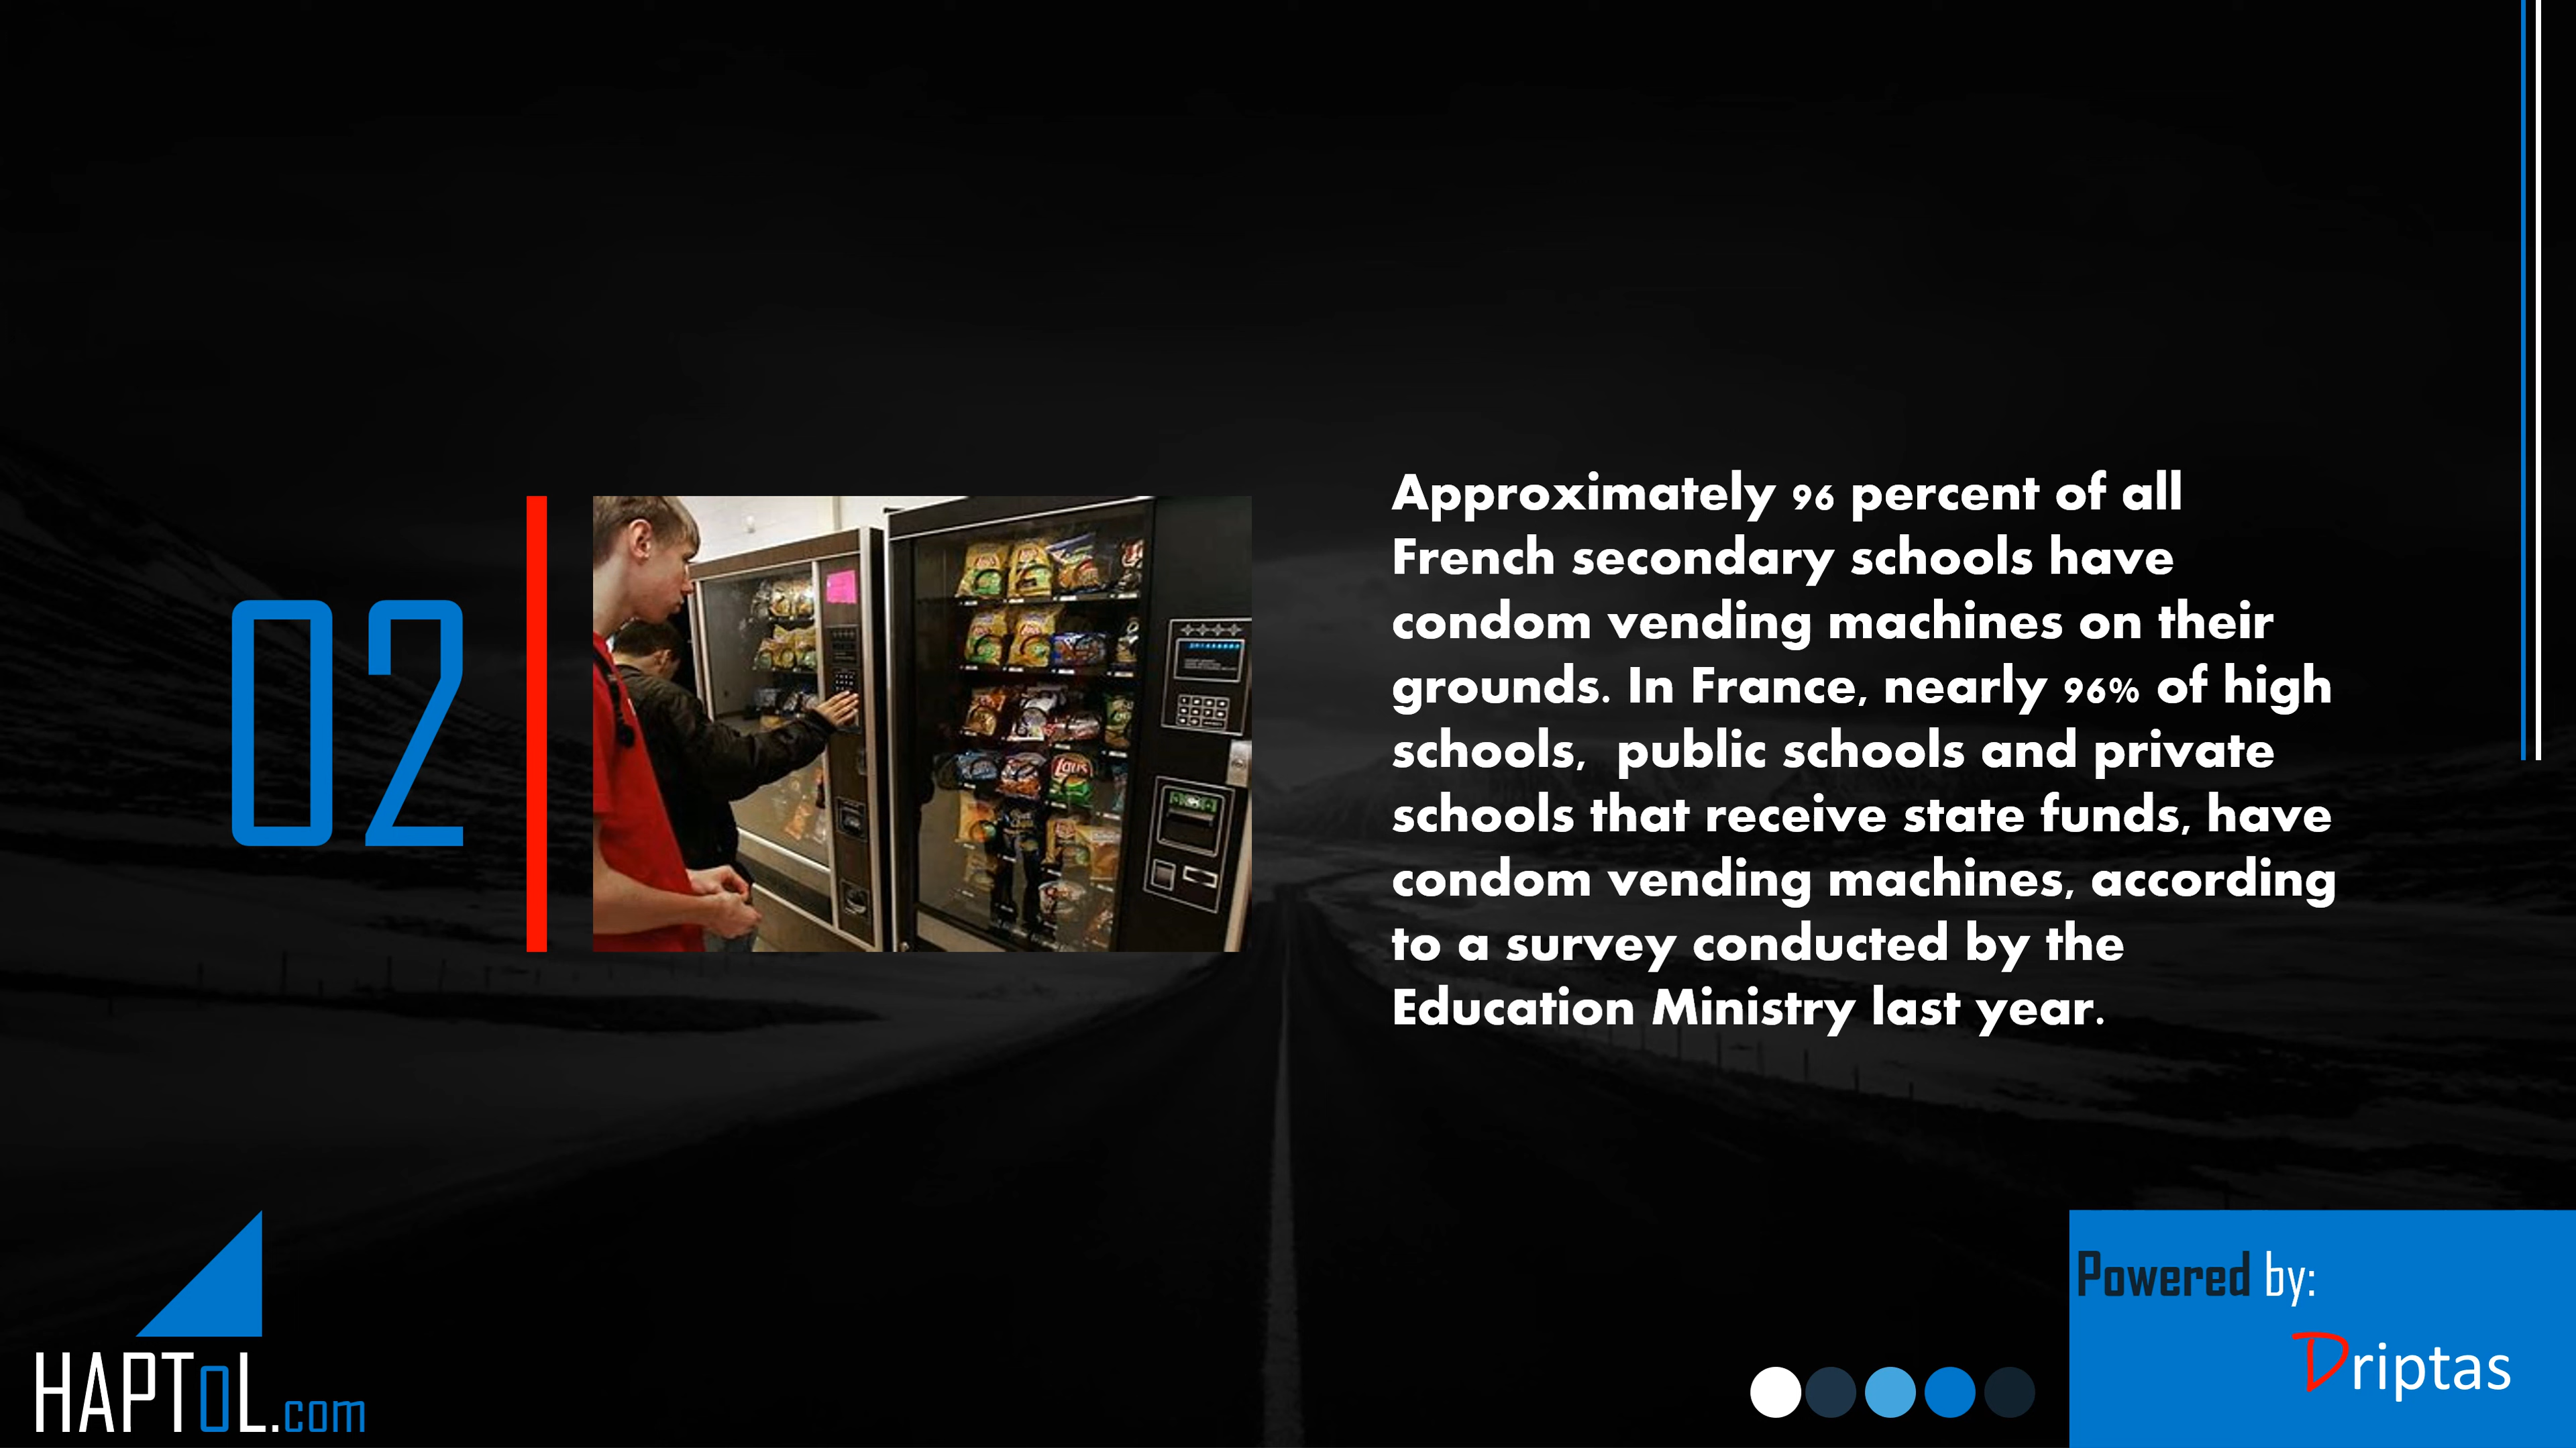 02
Approximately 96 percent of all
French secondary schools have
condom vending machines on their
grounds. In France, nearly 96% of high
schools,  public schools and private
schools that receive state funds, have
condom vending machines, according
to a survey conducted by the
Education Ministry last year.
Lays
HAPToL.com
Powered by:
Driptas